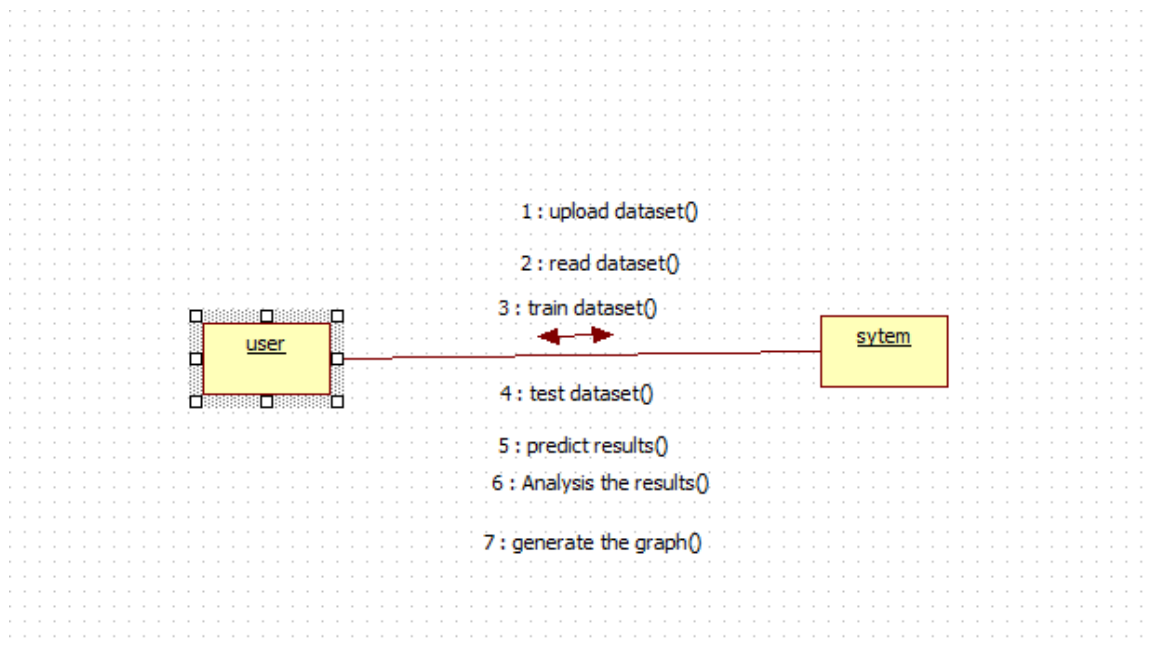 1 : upload dataset()
2 : read dataset()
3 : train dataset()
user
sytem
4 : test dataset()
5 : predict results()
6 : Analysis the results()
7 : generate the graph()